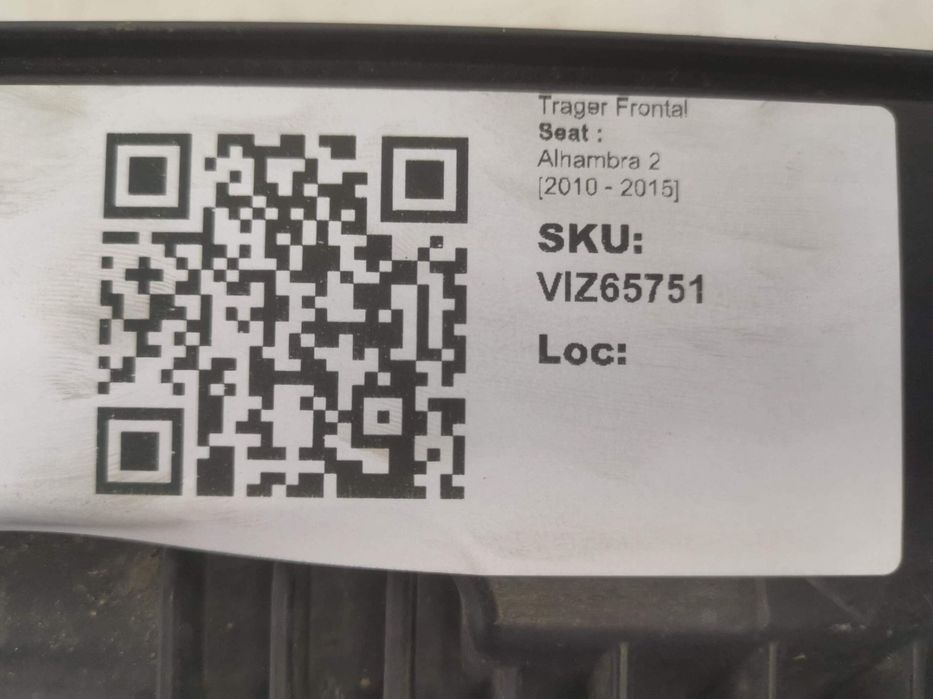 Trager Frontal
Seat :
Alhambra 2
[2010 - 2015]
SKU:
VIZ65751
Loc: